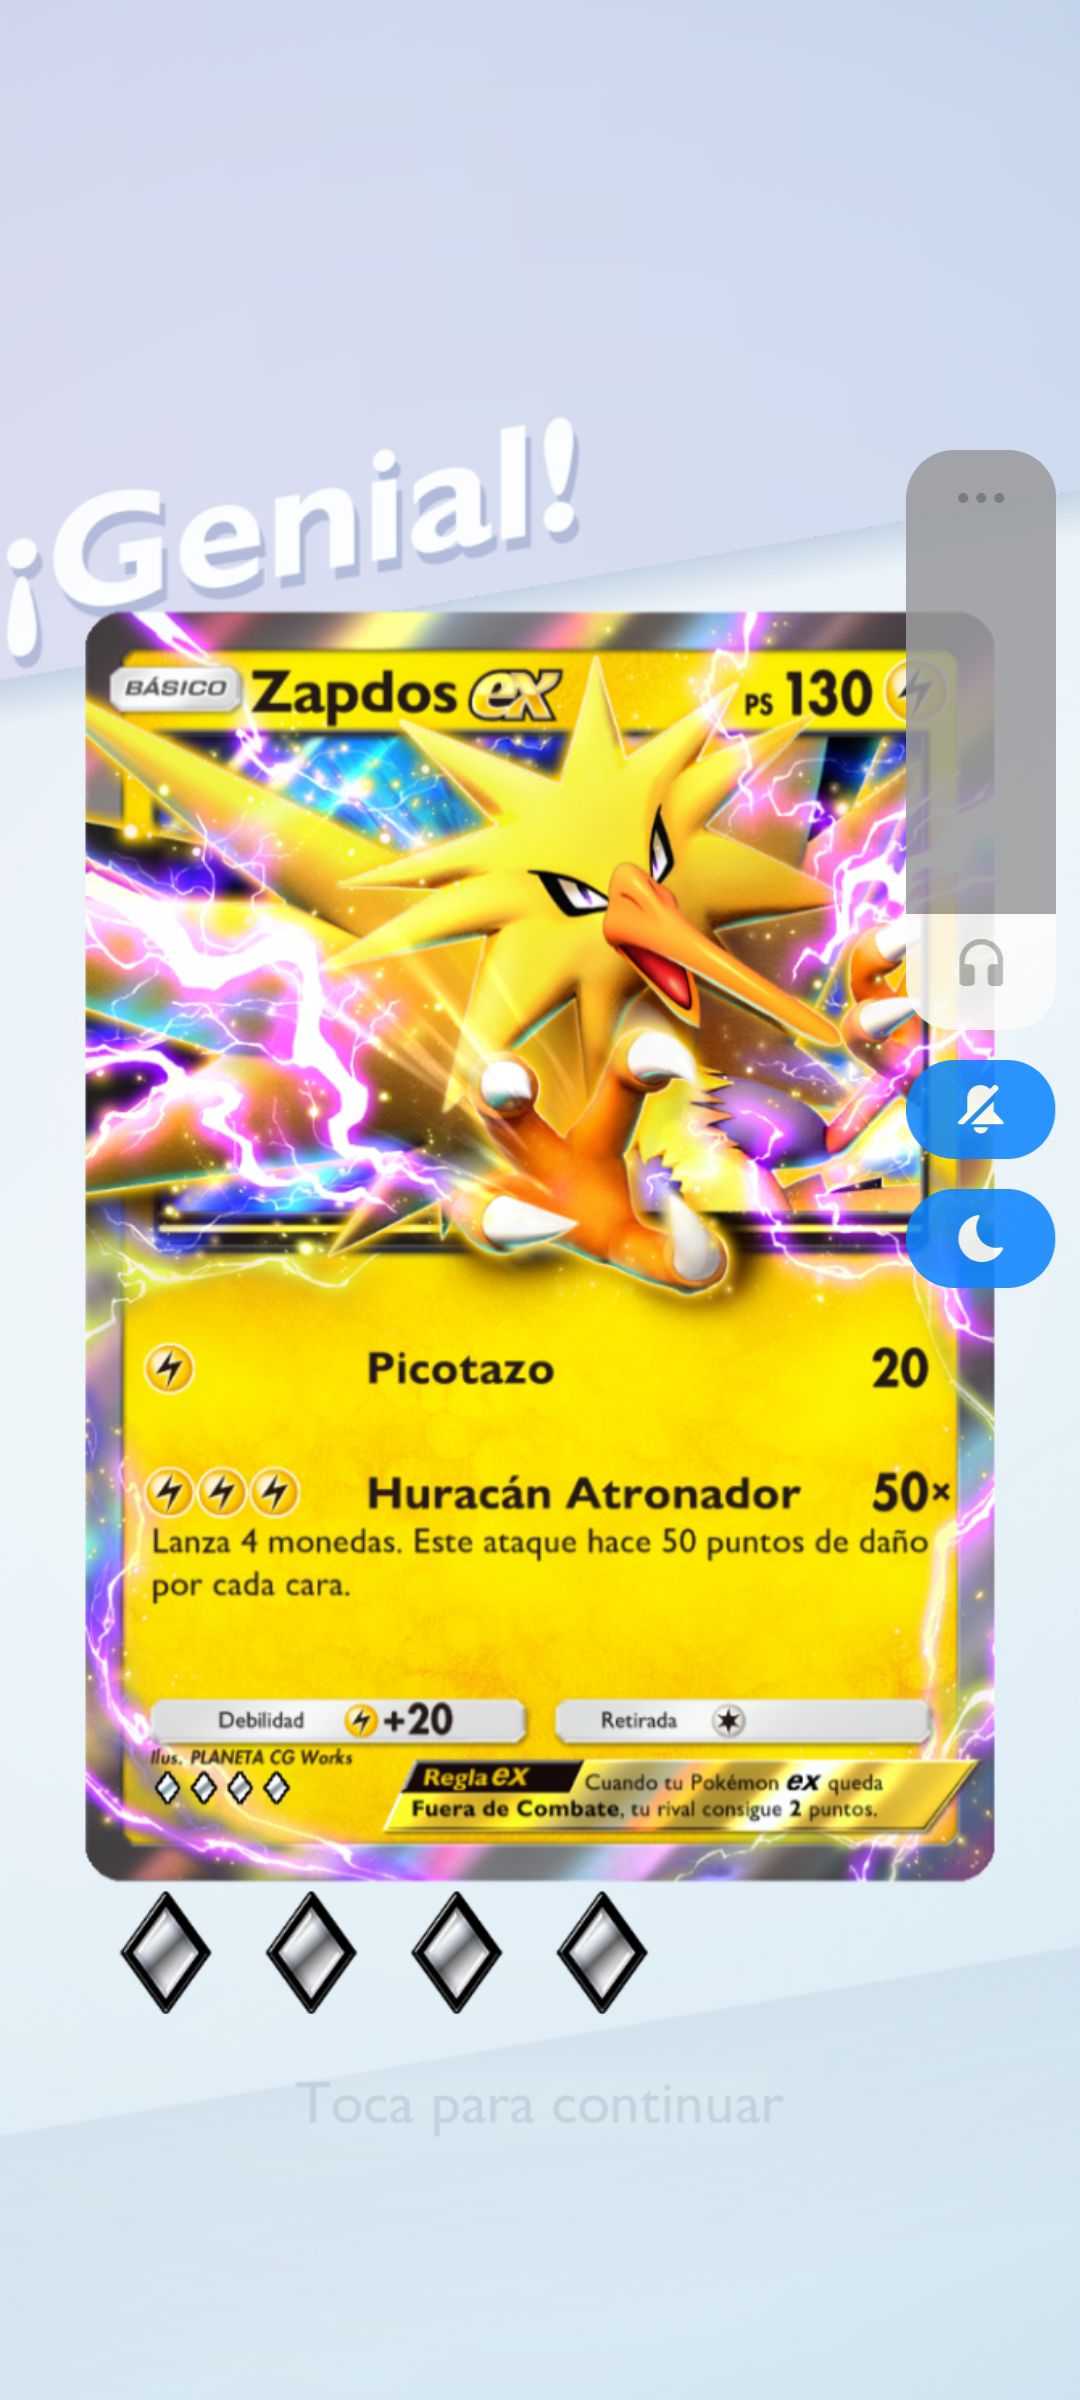 ¡Genial!
BÁSICO Zapdos ex PS 130
Picotazo 20
Huracán Atronador 50×
Lanza 4 monedas. Este ataque hace 50 puntos de daño
por cada cara.
Debilidad +20 Retirada
Ilus. PLANETA CG Works
Regla ex Cuando tu Pokémon ex queda
Fuera de Combate, tu rival consigue 2 puntos.
Toca para continuar